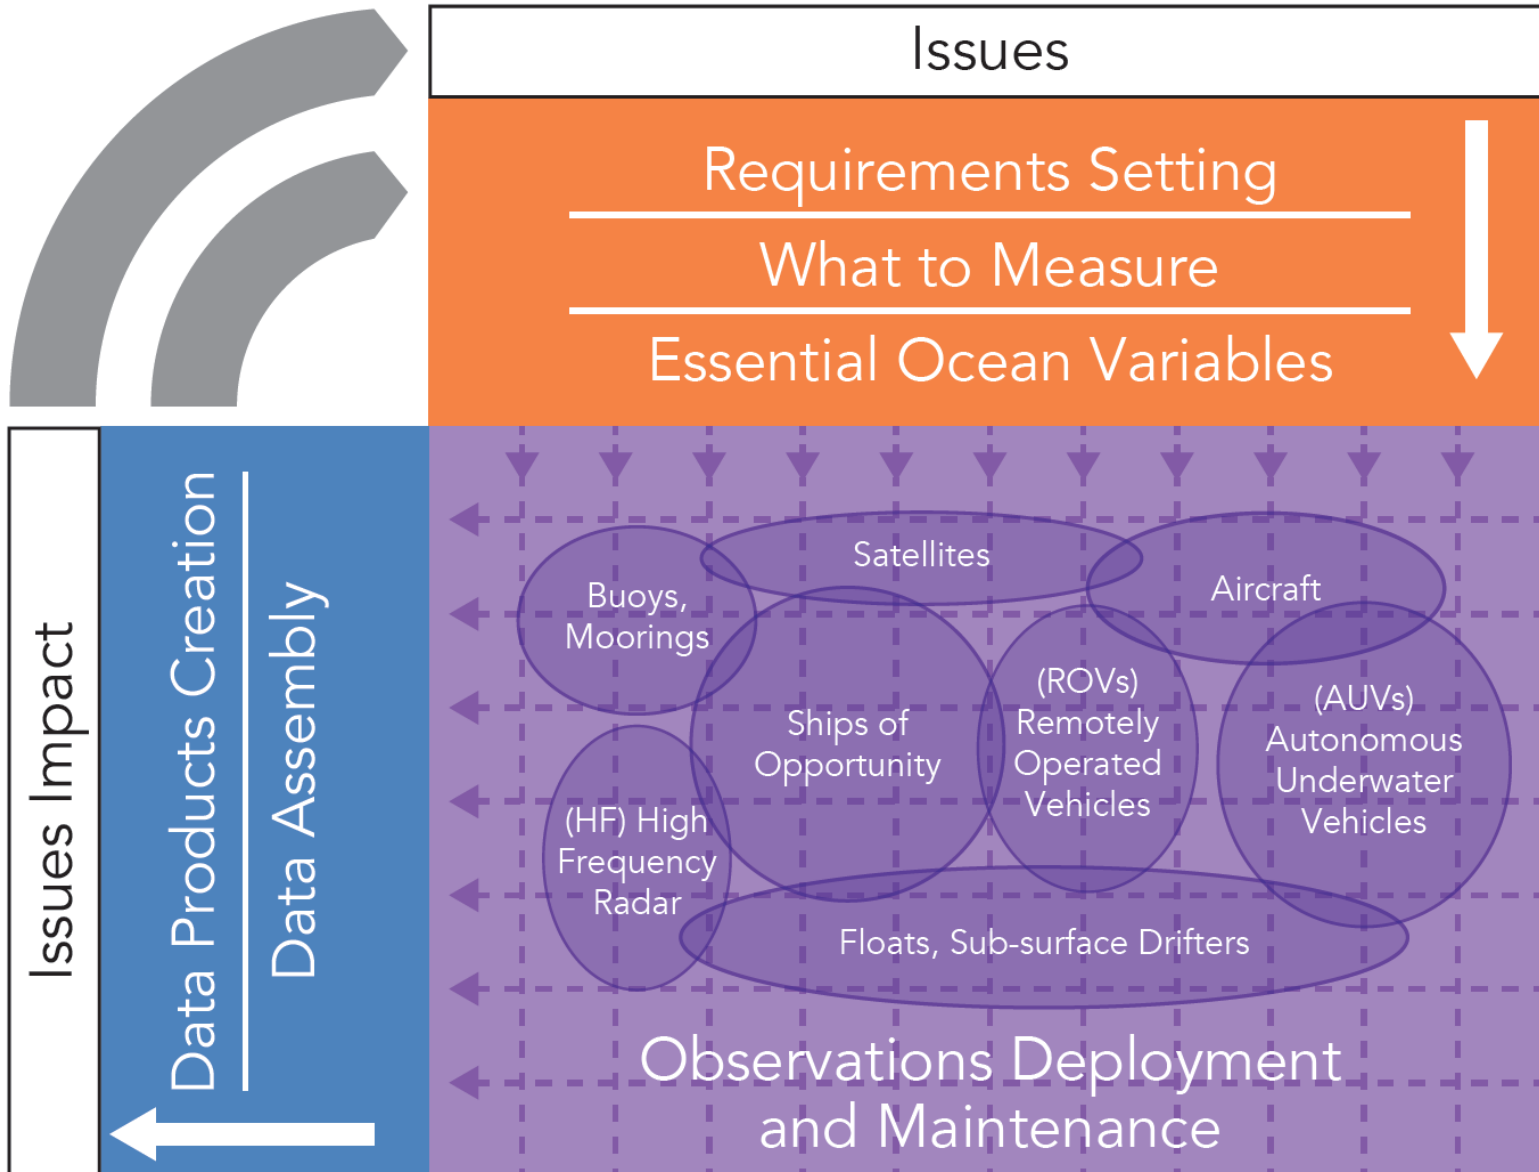 Issues
Requirements Setting
What to Measure
Essential Ocean Variables
Issues Impact
Data Products Creation
Data Assembly
Satellites
Aircraft
Buoys,
Moorings
Ships of
Opportunity
(ROVs)
Remotely
Operated
Vehicles
(AUVs)
Autonomous
Underwater
Vehicles
(HF) High
Frequency
Radar
Floats, Sub-surface Drifters
Observations Deployment
and Maintenance